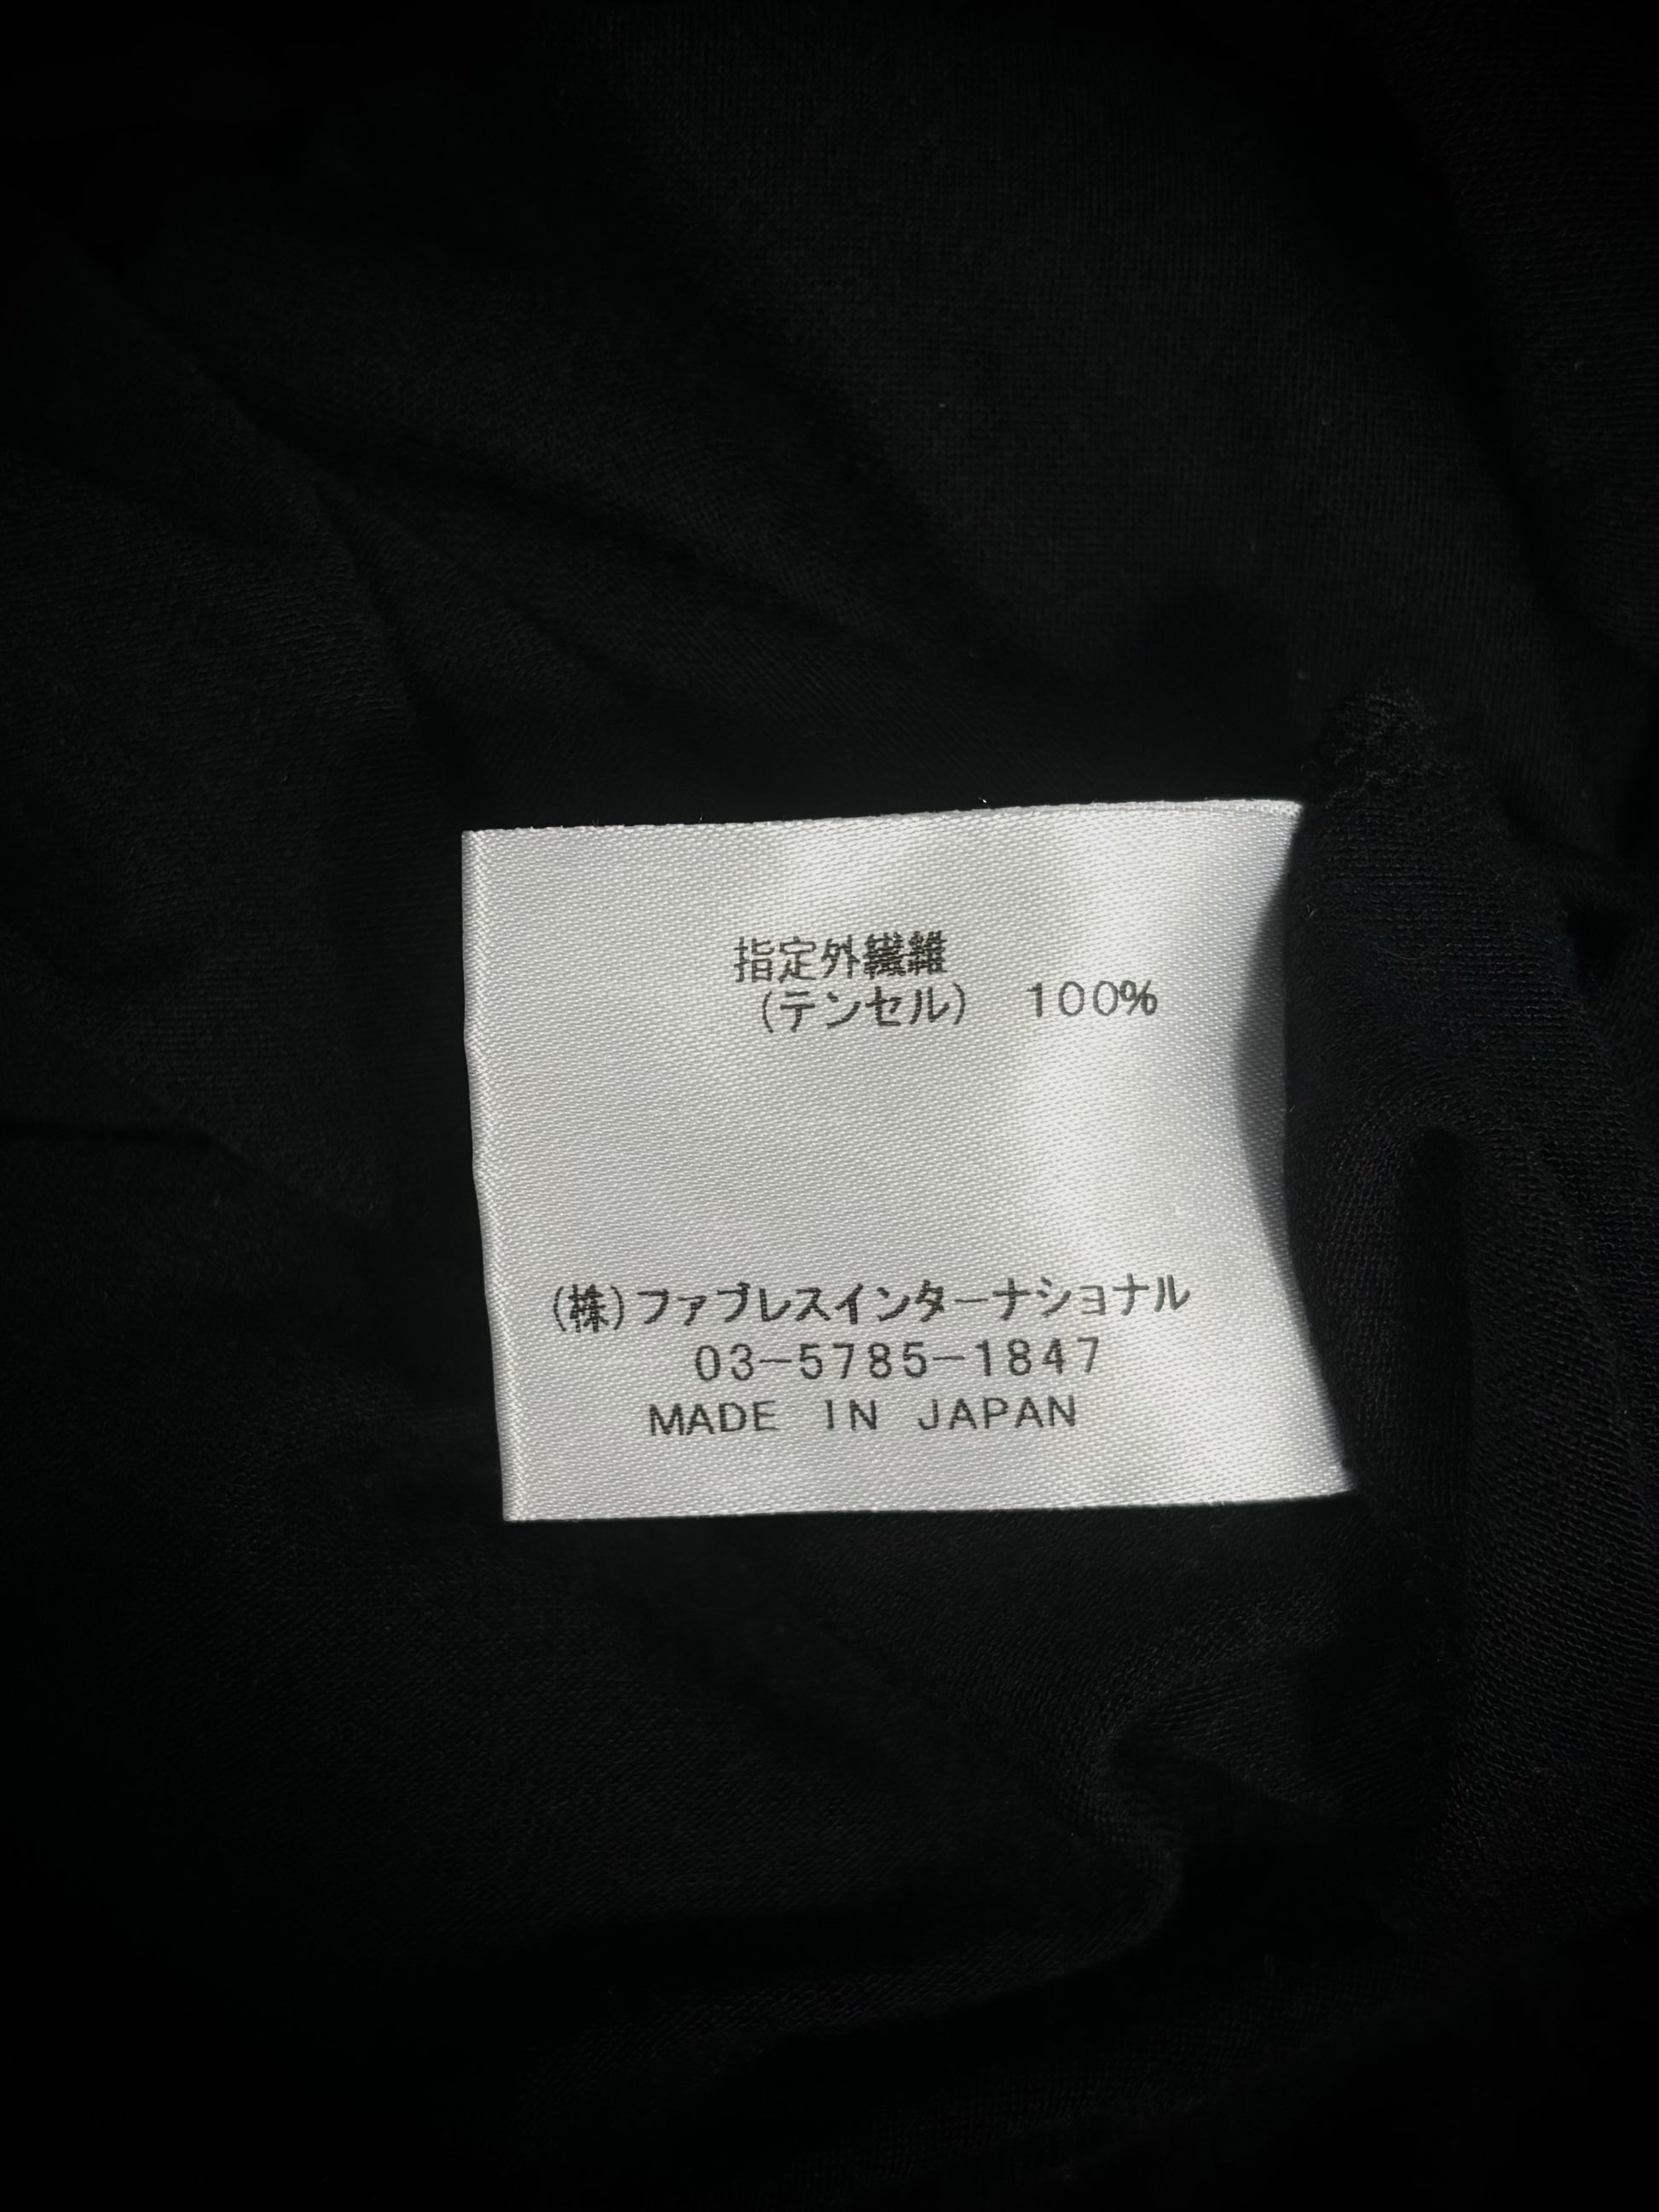 指定外繊維
(テンセル) 100%
(株)ファブレスインターナショナル
03-5785-1847
MADE IN JAPAN